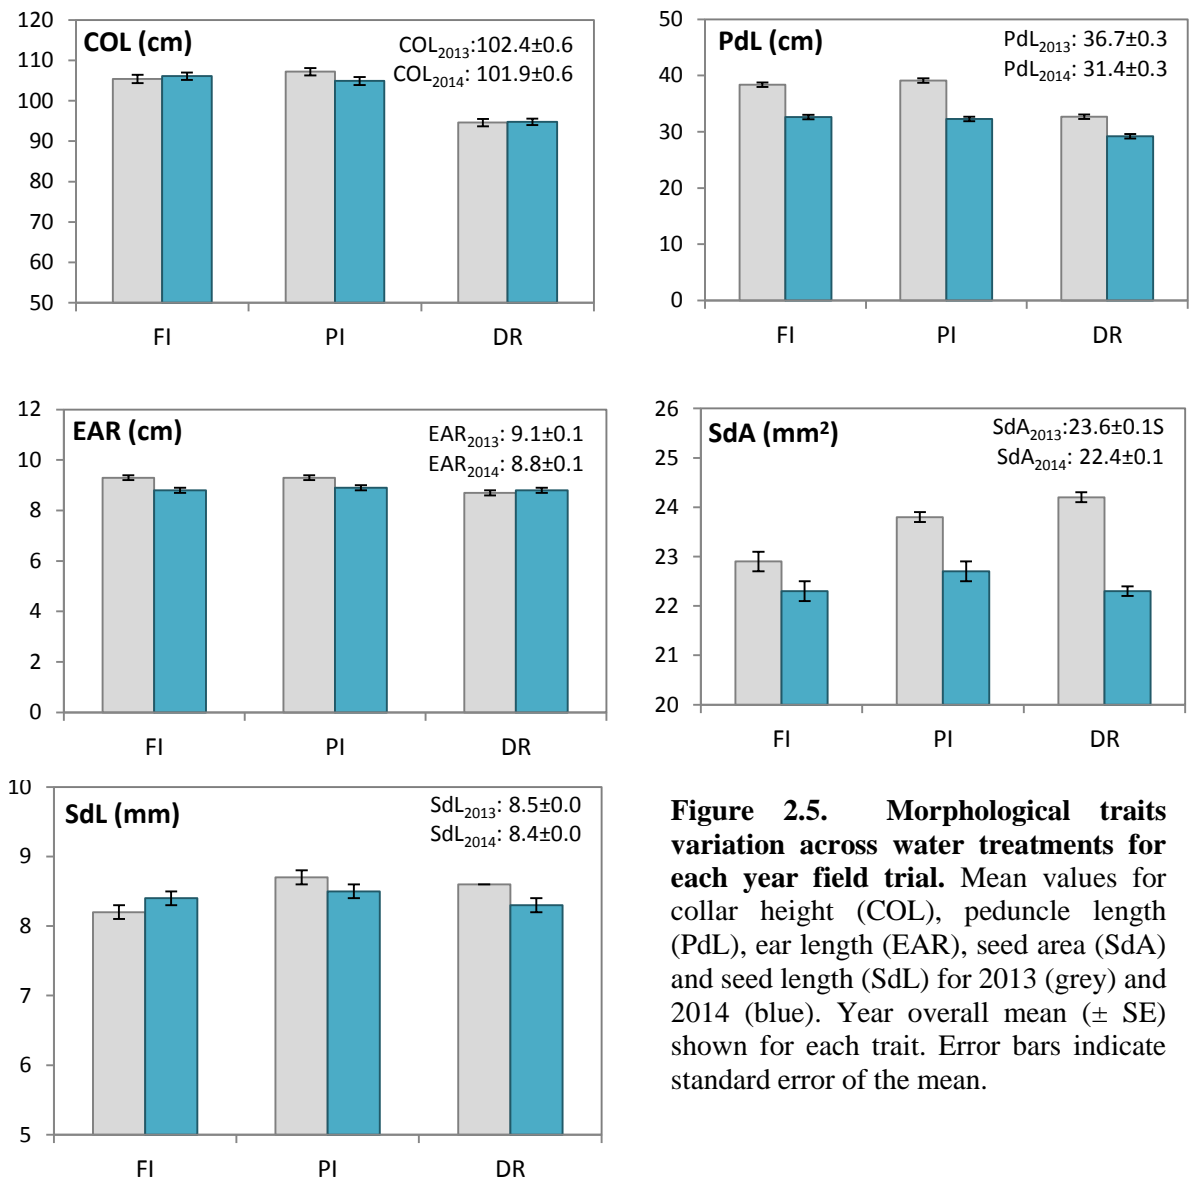 COL (cm)
COL2013:102.4±0.6
COL2014: 101.9±0.6
120
110
100
90
80
70
60
50
FI PI DR
PdL (cm)
PdL2013: 36.7±0.3
PdL2014: 31.4±0.3
50
40
30
20
10
0
FI PI DR
EAR (cm)
EAR2013: 9.1±0.1
EAR2014: 8.8±0.1
12
10
8
6
4
2
0
FI PI DR
SdA (mm²)
SdA2013:23.6±0.1S
SdA2014: 22.4±0.1
26
25
24
23
22
21
20
FI PI DR
SdL (mm)
SdL2013: 8.5±0.0
SdL2014: 8.4±0.0
10
9
8
7
6
5
FI PI DR
Figure 2.5. Morphological traits
variation across water treatments for
each year field trial. Mean values for
collar height (COL), peduncle length
(PdL), ear length (EAR), seed area (SdA)
and seed length (SdL) for 2013 (grey) and
2014 (blue). Year overall mean (± SE)
shown for each trait. Error bars indicate
standard error of the mean.